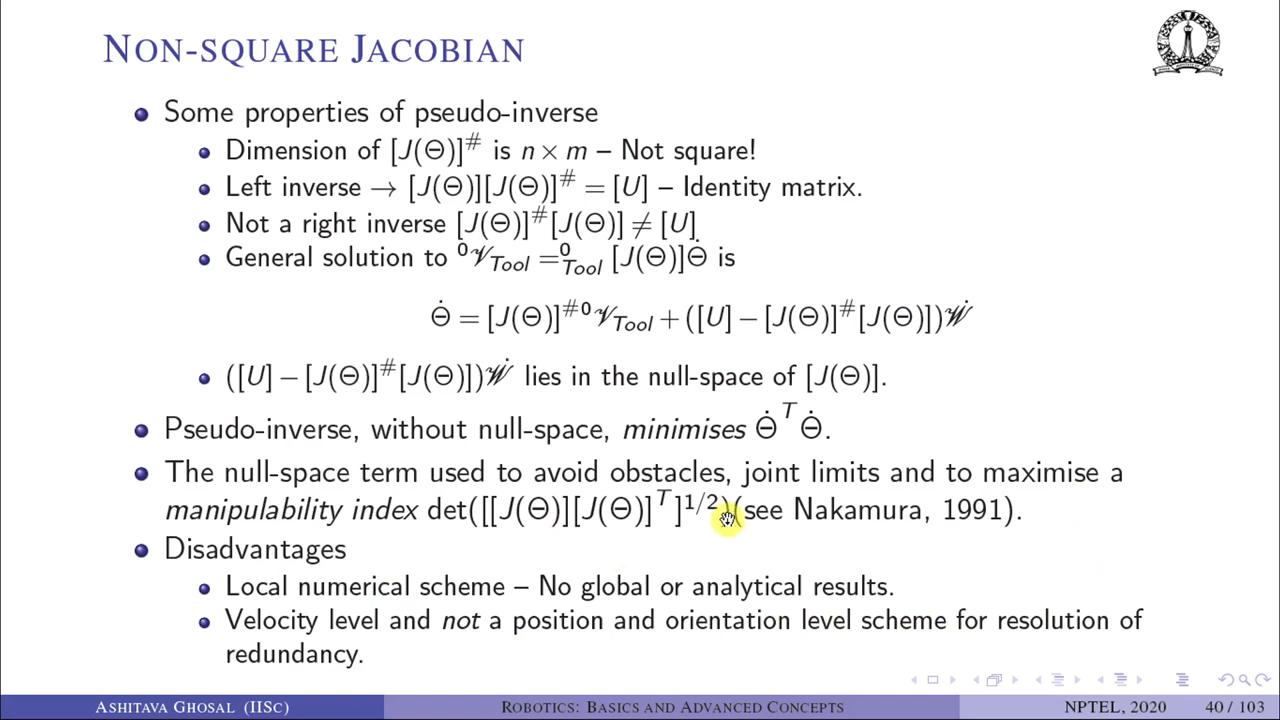 NON-SQUARE JACOBIAN
Some properties of pseudo-inverse
Dimension of [J(Θ)]# is n × m – Not square!
Left inverse → [J(Θ)][J(Θ)]# = [U] – Identity matrix.
Not a right inverse [J(Θ)]#[J(Θ)] ≠ [U]
General solution to ⁰𝒱Tool =⁰Tool [J(Θ)]Θ̇ is
Θ̇ = [J(Θ)]#⁰𝒱Tool + ([U] − [J(Θ)]#[J(Θ)])𝒲̇
([U] − [J(Θ)]#[J(Θ)])𝒲̇ lies in the null-space of [J(Θ)].
Pseudo-inverse, without null-space, minimises Θ̇ᵀΘ̇.
The null-space term used to avoid obstacles, joint limits and to maximise a
manipulability index det([[J(Θ)][J(Θ)]ᵀ]^1/2)(see Nakamura, 1991).
Disadvantages
Local numerical scheme – No global or analytical results.
Velocity level and not a position and orientation level scheme for resolution of
redundancy.
ASHITAVA GHOSAL (IISC) ROBOTICS: BASICS AND ADVANCED CONCEPTS NPTEL, 2020 40 / 103